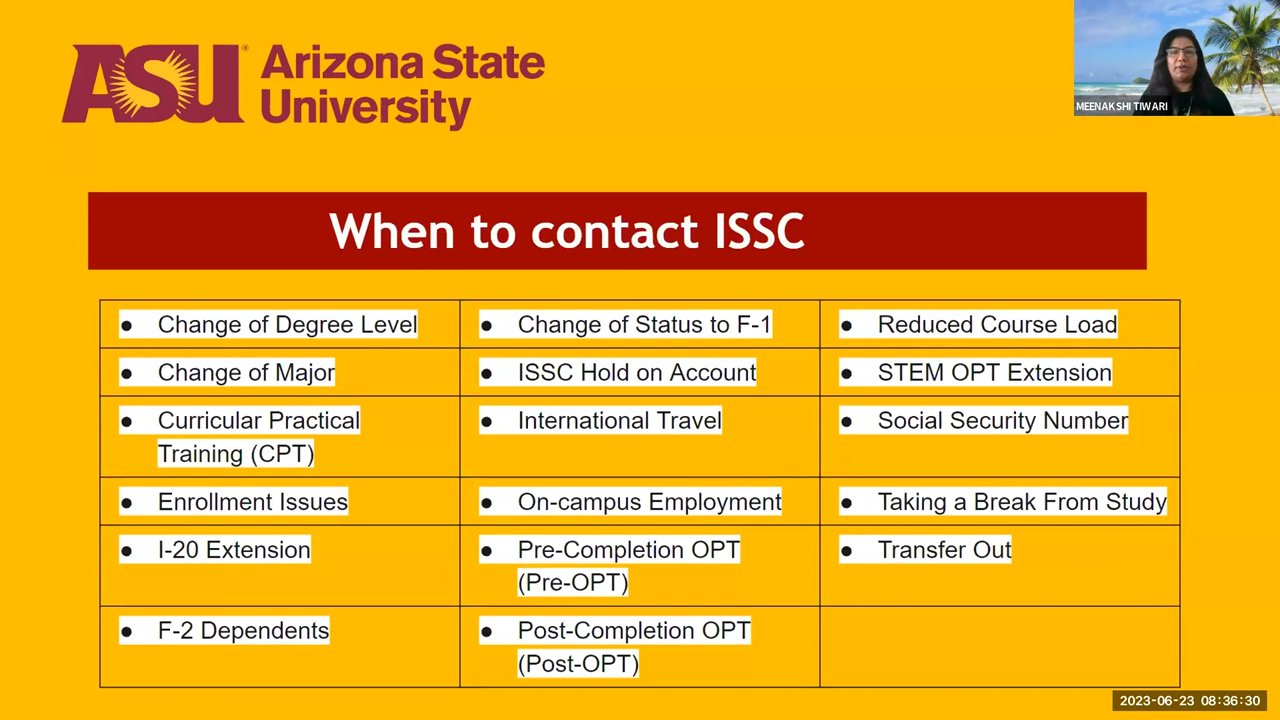 ASU® Arizona State
University
MEENAKSHI TIWARI
When to contact ISSC
● Change of Degree Level
● Change of Status to F-1
● Reduced Course Load
● Change of Major
● ISSC Hold on Account
● STEM OPT Extension
● Curricular Practical
Training (CPT)
● International Travel
● Social Security Number
● Enrollment Issues
● On-campus Employment
● Taking a Break From Study
● I-20 Extension
● Pre-Completion OPT
(Pre-OPT)
● Transfer Out
● F-2 Dependents
● Post-Completion OPT
(Post-OPT)
2023-06-23 08:36:30